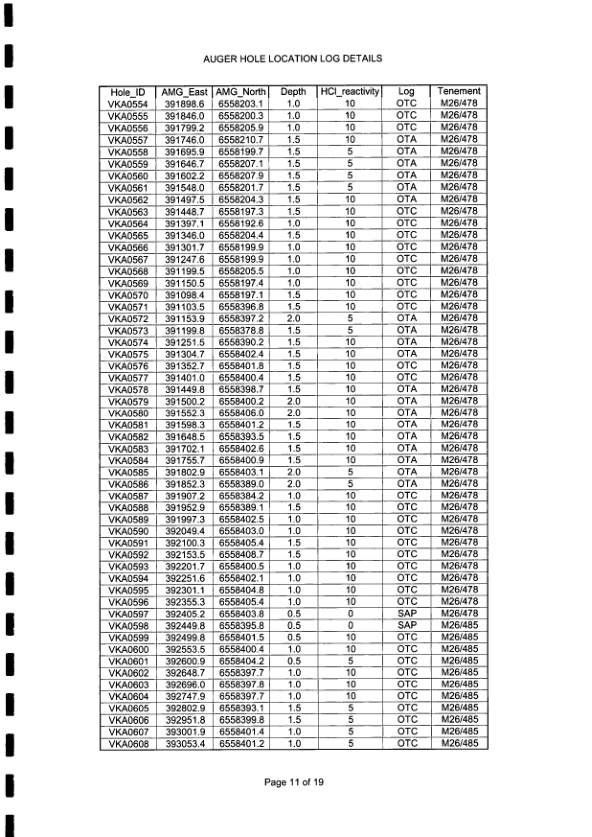 AUGER HOLE LOCATION LOG DETAILS
Hole_ID AMG_East AMG_North Depth HCl_reactivity Log Tenement
VKA0554 391898.6 6558203.1 1.0 10 OTC M26/478
VKA0555 391846.0 6558200.3 1.0 10 OTC M26/478
VKA0556 391799.2 6558205.9 1.0 10 OTC M26/478
VKA0557 391746.0 6558210.7 1.5 10 OTA M26/478
VKA0558 391695.9 6558199.7 1.5 5 OTA M26/478
VKA0559 391646.7 6558207.1 1.5 5 OTA M26/478
VKA0560 391602.2 6558207.9 1.5 5 OTA M26/478
VKA0561 391548.0 6558201.7 1.5 5 OTA M26/478
VKA0562 391497.5 6558204.3 1.5 10 OTA M26/478
VKA0563 391448.7 6558197.3 1.5 10 OTC M26/478
VKA0564 391397.1 6558192.6 1.0 10 OTC M26/478
VKA0565 391346.0 6558204.4 1.5 10 OTC M26/478
VKA0566 391301.7 6558199.9 1.0 10 OTC M26/478
VKA0567 391247.6 6558199.9 1.0 10 OTC M26/478
VKA0568 391199.5 6558205.5 1.0 10 OTC M26/478
VKA0569 391150.5 6558197.4 1.0 10 OTC M26/478
VKA0570 391098.4 6558197.1 1.5 10 OTC M26/478
VKA0571 391103.5 6558396.8 1.5 10 OTC M26/478
VKA0572 391153.9 6558397.2 2.0 5 OTA M26/478
VKA0573 391199.8 6558378.8 1.5 5 OTA M26/478
VKA0574 391251.5 6558390.2 1.5 10 OTA M26/478
VKA0575 391304.7 6558402.4 1.5 10 OTA M26/478
VKA0576 391352.7 6558401.8 1.5 10 OTC M26/478
VKA0577 391401.0 6558400.4 1.5 10 OTC M26/478
VKA0578 391449.8 6558398.7 1.5 10 OTA M26/478
VKA0579 391500.2 6558400.2 2.0 10 OTA M26/478
VKA0580 391552.3 6558406.0 2.0 10 OTA M26/478
VKA0581 391598.3 6558401.2 1.5 10 OTA M26/478
VKA0582 391648.5 6558393.5 1.5 10 OTA M26/478
VKA0583 391702.1 6558402.6 1.5 10 OTA M26/478
VKA0584 391755.7 6558400.9 1.5 10 OTA M26/478
VKA0585 391802.9 6558403.1 2.0 5 OTA M26/478
VKA0586 391852.3 6558389.0 2.0 5 OTA M26/478
VKA0587 391907.2 6558384.2 1.0 10 OTC M26/478
VKA0588 391952.9 6558389.1 1.5 10 OTC M26/478
VKA0589 391997.3 6558402.5 1.0 10 OTC M26/478
VKA0590 392049.4 6558403.0 1.0 10 OTC M26/478
VKA0591 392100.3 6558405.4 1.5 10 OTC M26/478
VKA0592 392153.5 6558408.7 1.5 10 OTC M26/478
VKA0593 392201.7 6558400.5 1.0 10 OTC M26/478
VKA0594 392251.6 6558402.1 1.0 10 OTC M26/478
VKA0595 392301.1 6558404.8 1.0 10 OTC M26/478
VKA0596 392355.3 6558405.4 1.0 10 OTC M26/478
VKA0597 392405.2 6558403.8 0.5 0 SAP M26/478
VKA0598 392449.8 6558395.8 0.5 0 SAP M26/485
VKA0599 392499.8 6558401.5 0.5 10 OTC M26/485
VKA0600 392553.5 6558400.4 1.0 10 OTC M26/485
VKA0601 392600.9 6558404.2 0.5 5 OTC M26/485
VKA0602 392648.7 6558397.7 1.0 10 OTC M26/485
VKA0603 392696.0 6558397.8 1.0 10 OTC M26/485
VKA0604 392747.9 6558397.7 1.0 10 OTC M26/485
VKA0605 392802.9 6558393.1 1.5 5 OTC M26/485
VKA0606 392951.8 6558399.8 1.5 5 OTC M26/485
VKA0607 393001.9 6558401.4 1.0 5 OTC M26/485
VKA0608 393053.4 6558401.2 1.0 5 OTC M26/485
Page 11 of 19